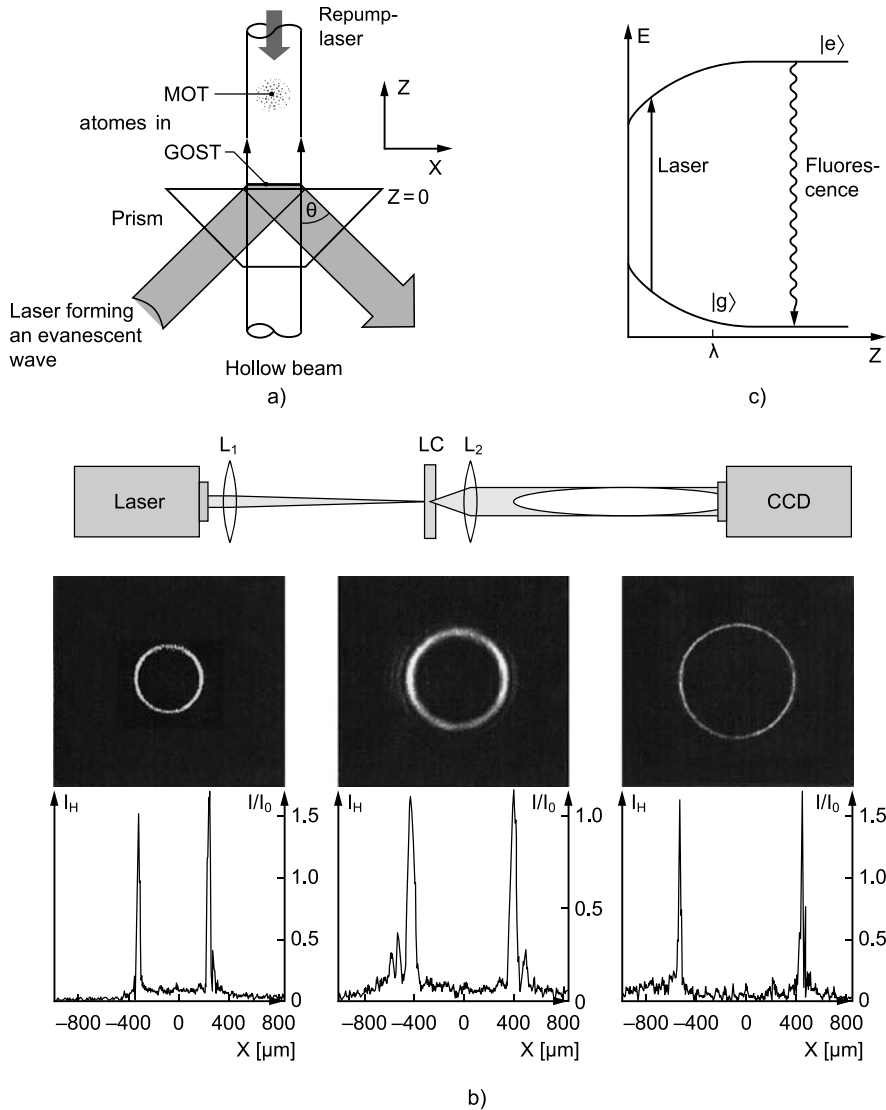 Repump-
laser
MOT
atomes in
GOST
Z
X
Z = 0
Prism
θ
Laser forming
an evanescent
wave
Hollow beam
a)
E
|e⟩
Laser
Fluores-
cence
|g⟩
λ
Z
c)
Laser
L₁
LC
L₂
CCD
I_H
I/I₀
1.5
1.0
0.5
0
–800
–400
0
400
800
X [µm]
I_H
I/I₀
1.0
0.5
0
–800
–400
0
400
800
X [µm]
I_H
I/I₀
1.5
1.0
0.5
0
–800
–400
0
400
800
X [µm]
b)